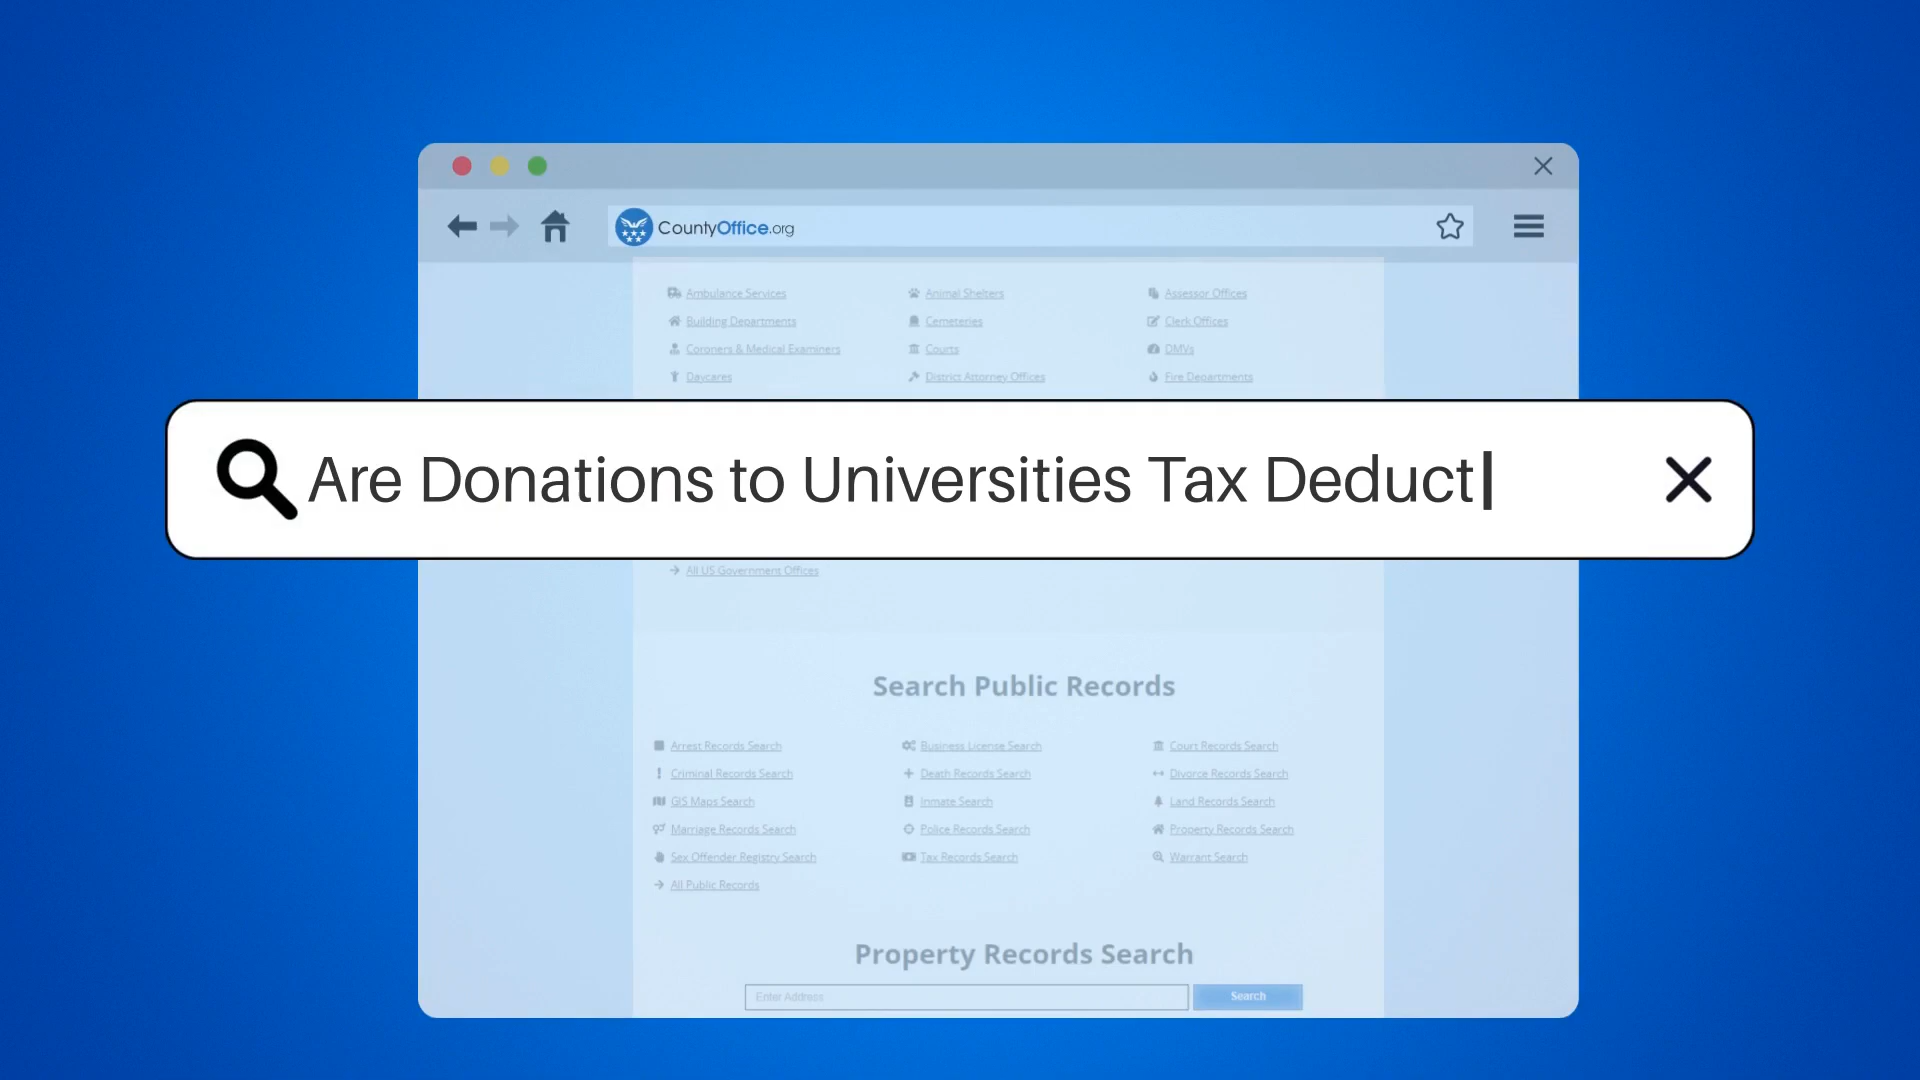 CountyOffice.org
Ambulance Services Animal Shelters Assessor Offices
Building Departments Cemeteries Clerk Offices
Coroners & Medical Examiners Courts DMVs
Daycares District Attorney Offices Fire Departments
Are Donations to Universities Tax Deduct
All US Government Offices
Search Public Records
Arrest Records Search Business License Search Court Records Search
Criminal Records Search Death Records Search Divorce Records Search
GIS Maps Search Inmate Search Land Records Search
Marriage Records Search Police Records Search Property Records Search
Sex Offender Registry Search Tax Records Search Warrant Search
All Public Records
Property Records Search
Enter Address Search